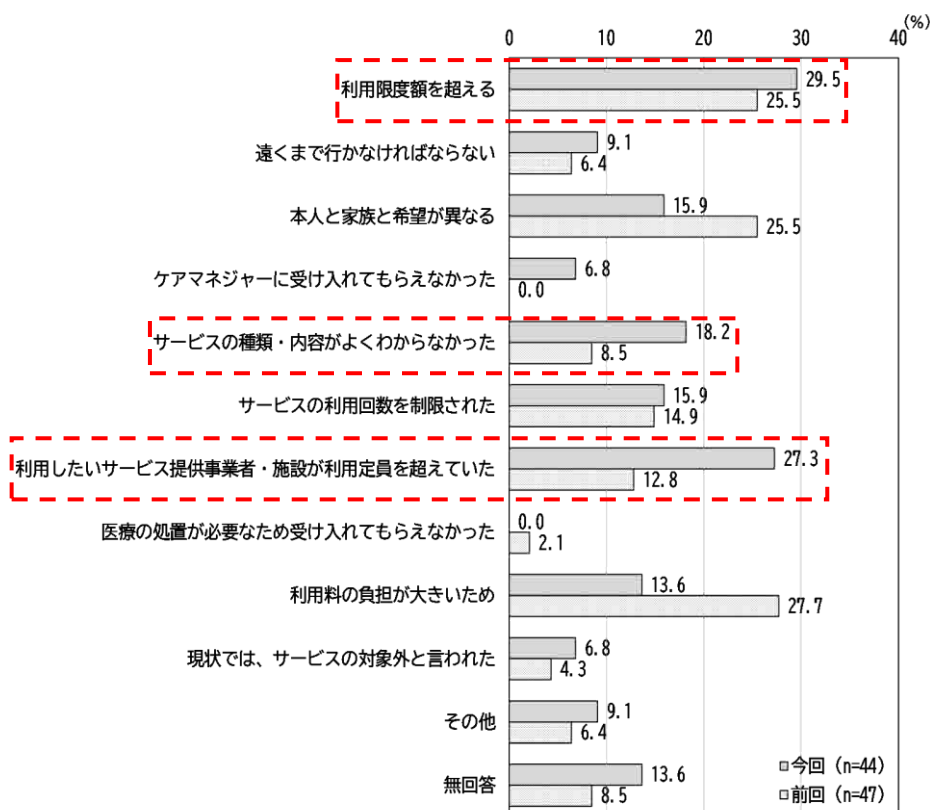 (%)
0 10 20 30 40
利用限度額を超える 29.5
25.5
遠くまで行かなければならない 9.1
6.4
本人と家族と希望が異なる 15.9
25.5
ケアマネジャーに受け入れてもらえなかった 6.8
0.0
サービスの種類・内容がよくわからなかった 18.2
8.5
サービスの利用回数を制限された 15.9
14.9
利用したいサービス提供事業者・施設が利用定員を超えていた 27.3
12.8
医療の処置が必要なため受け入れてもらえなかった 0.0
2.1
利用料の負担が大きいため 13.6
27.7
現状では、サービスの対象外と言われた 6.8
4.3
その他 9.1
6.4
無回答 13.6
8.5
今回 (n=44)
前回 (n=47)